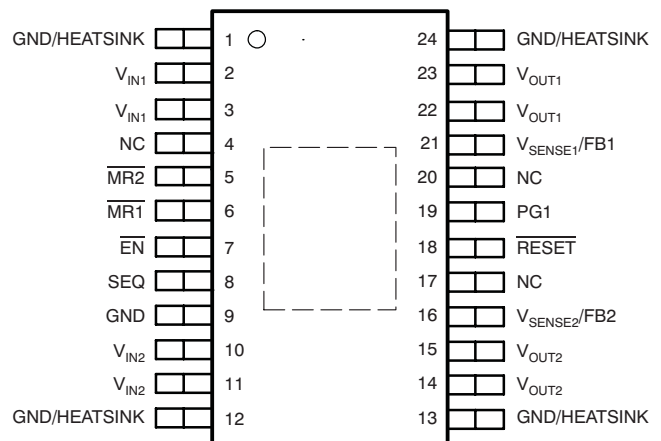 GND/HEATSINK 1 24 GND/HEATSINK
VIN1 2 23 VOUT1
VIN1 3 22 VOUT1
NC 4 21 VSENSE1/FB1
MR2 5 20 NC
MR1 6 19 PG1
EN 7 18 RESET
SEQ 8 17 NC
GND 9 16 VSENSE2/FB2
VIN2 10 15 VOUT2
VIN2 11 14 VOUT2
GND/HEATSINK 12 13 GND/HEATSINK